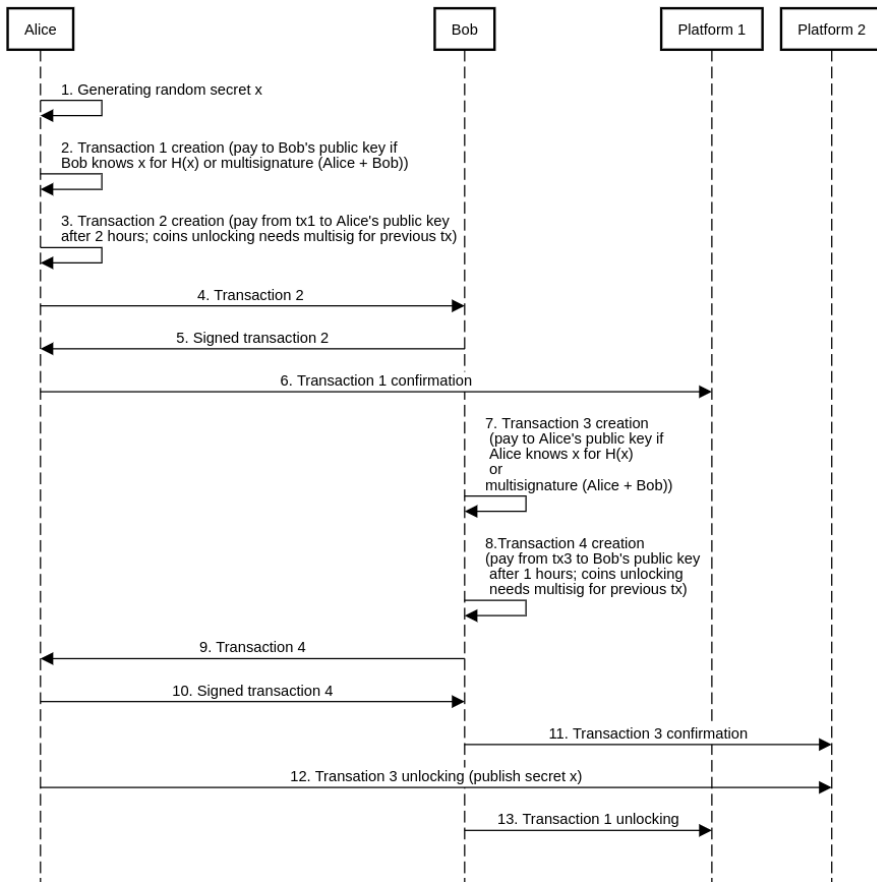 Alice
Bob
Platform 1
Platform 2
1. Generating random secret x
2. Transaction 1 creation (pay to Bob's public key if
Bob knows x for H(x) or multisignature (Alice + Bob))
3. Transaction 2 creation (pay from tx1 to Alice's public key
after 2 hours; coins unlocking needs multisig for previous tx)
4. Transaction 2
5. Signed transaction 2
6. Transaction 1 confirmation
7. Transaction 3 creation
(pay to Alice's public key if
Alice knows x for H(x)
or
multisignature (Alice + Bob))
8.Transaction 4 creation
(pay from tx3 to Bob's public key
after 1 hours; coins unlocking
needs multisig for previous tx)
9. Transaction 4
10. Signed transaction 4
11. Transaction 3 confirmation
12. Transation 3 unlocking (publish secret x)
13. Transaction 1 unlocking